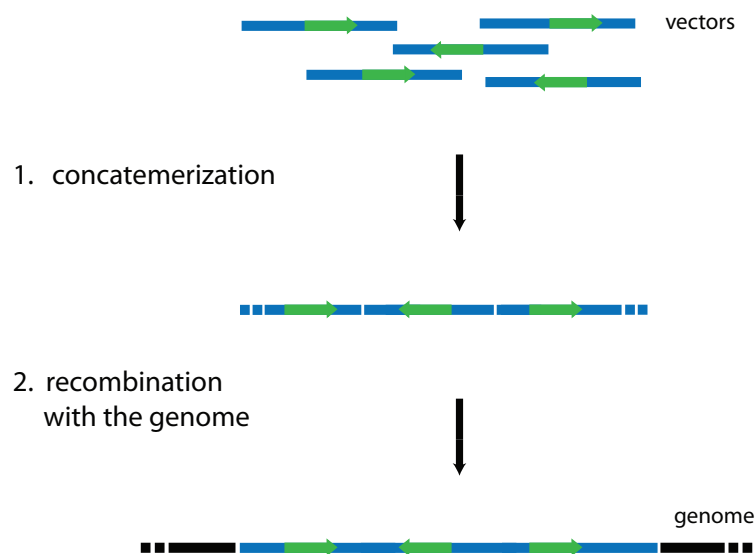 vectors
1. concatemerization
2. recombination
with the genome
genome